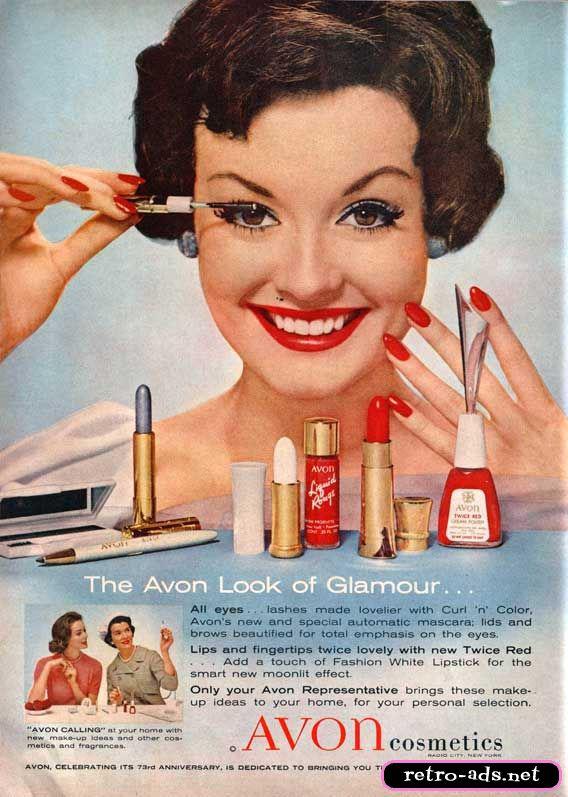 AVON
AVON
Liquid
Rouge
AVON
TWICE RED
CREAM POLISH
The Avon Look of Glamour...
All eyes... lashes made lovelier with Curl 'n' Color,
Avon's new and special automatic mascara; lids and
brows beautified for total emphasis on the eyes.
Lips and fingertips twice lovely with new Twice Red
. . . Add a touch of Fashion White Lipstick for the
smart new moonlit effect.
Only your Avon Representative brings these make-
up ideas to your home, for your personal selection.
"AVON CALLING" at your home with
new make-up ideas and other cos-
metics and fragrances.
© AVON cosmetics
RADIO CITY, NEW YORK
AVON, CELEBRATING ITS 73rd ANNIVERSARY, IS DEDICATED TO BRINGING YOU
retro-ads.net